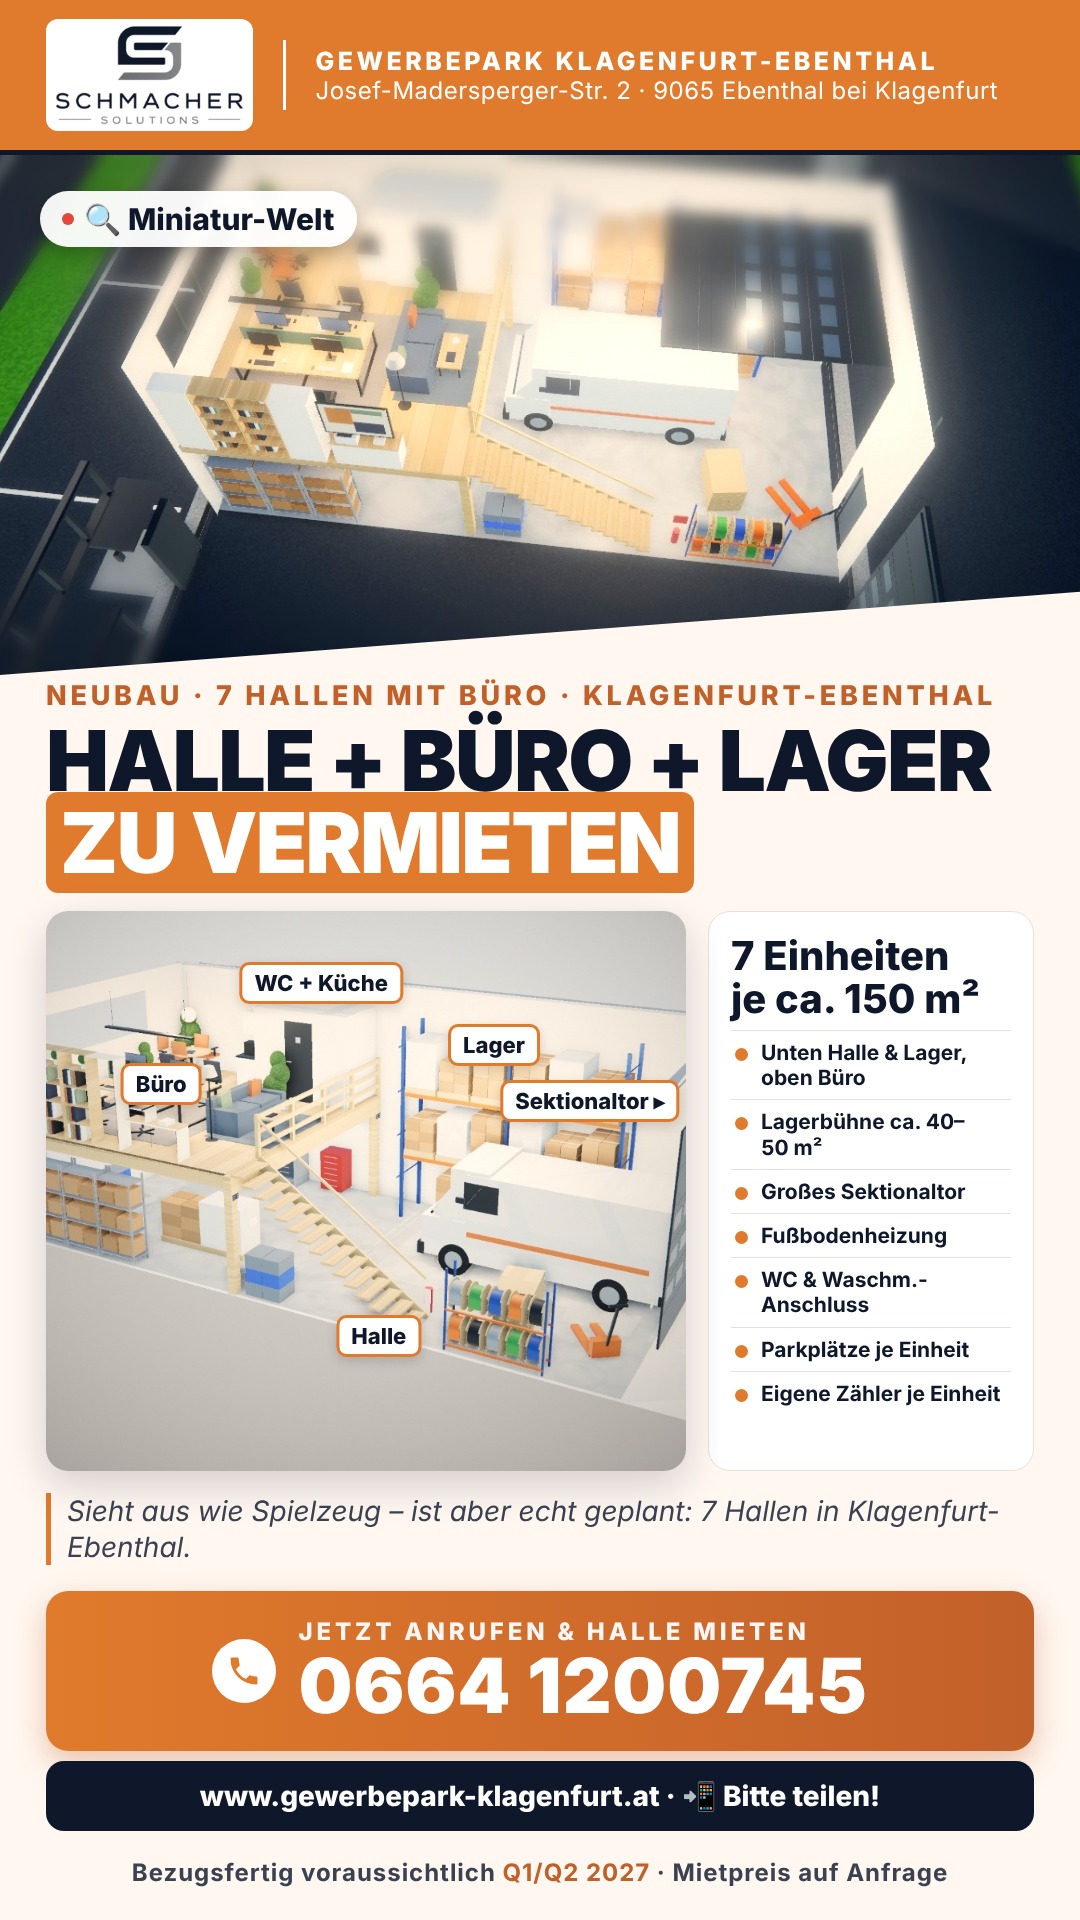 SCHMACHER
SOLUTIONS
GEWERBEPARK KLAGENFURT-EBENTHAL
Josef-Madersperger-Str. 2 · 9065 Ebenthal bei Klagenfurt
🔍 Miniatur-Welt
NEUBAU · 7 HALLEN MIT BÜRO · KLAGENFURT-EBENTHAL
HALLE + BÜRO + LAGER
ZU VERMIETEN
WC + Küche
Lager
Büro
Sektionaltor ▸
Halle
7 Einheiten
je ca. 150 m²
Unten Halle & Lager,
oben Büro
Lagerbühne ca. 40–
50 m²
Großes Sektionaltor
Fußbodenheizung
WC & Waschm.-
Anschluss
Parkplätze je Einheit
Eigene Zähler je Einheit
Sieht aus wie Spielzeug – ist aber echt geplant: 7 Hallen in Klagenfurt-
Ebenthal.
JETZT ANRUFEN & HALLE MIETEN
0664 1200745
www.gewerbepark-klagenfurt.at · 📲 Bitte teilen!
Bezugsfertig voraussichtlich Q1/Q2 2027 · Mietpreis auf Anfrage